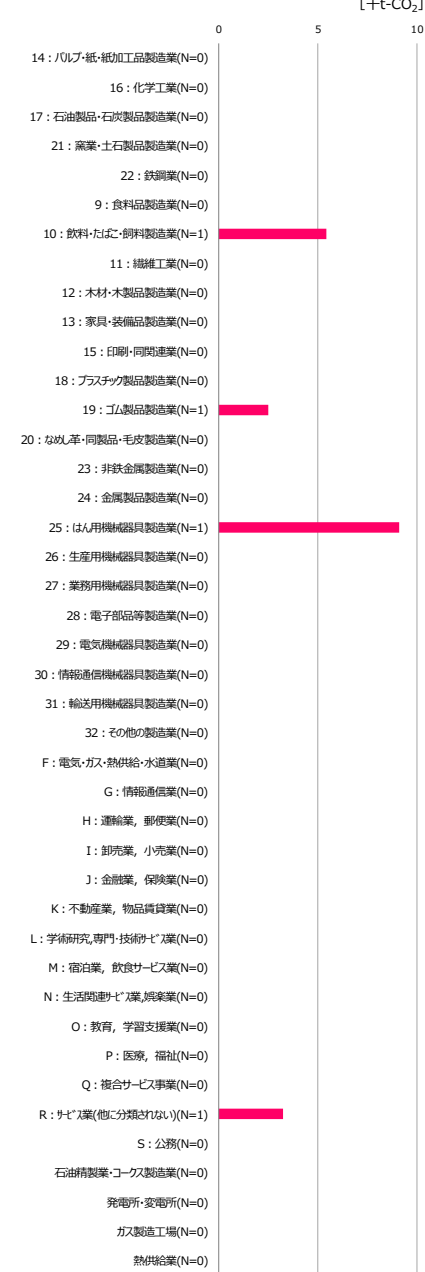 [千t-CO₂]
0 5 10
14：パルプ・紙・紙加工品製造業(N=0)
16：化学工業(N=0)
17：石油製品・石炭製品製造業(N=0)
21：窯業・土石製品製造業(N=0)
22：鉄鋼業(N=0)
9：食料品製造業(N=0)
10：飲料・たばこ・飼料製造業(N=1)
11：繊維工業(N=0)
12：木材・木製品製造業(N=0)
13：家具・装備品製造業(N=0)
15：印刷・同関連業(N=0)
18：プラスチック製品製造業(N=0)
19：ゴム製品製造業(N=1)
20：なめし革・同製品・毛皮製造業(N=0)
23：非鉄金属製造業(N=0)
24：金属製品製造業(N=0)
25：はん用機械器具製造業(N=1)
26：生産用機械器具製造業(N=0)
27：業務用機械器具製造業(N=0)
28：電子部品等製造業(N=0)
29：電気機械器具製造業(N=0)
30：情報通信機械器具製造業(N=0)
31：輸送用機械器具製造業(N=0)
32：その他の製造業(N=0)
F：電気・ガス・熱供給・水道業(N=0)
G：情報通信業(N=0)
H：運輸業，郵便業(N=0)
I：卸売業，小売業(N=0)
J：金融業，保険業(N=0)
K：不動産業，物品賃貸業(N=0)
L：学術研究,専門・技術ｻｰﾋﾞｽ業(N=0)
M：宿泊業，飲食サービス業(N=0)
N：生活関連ｻｰﾋﾞｽ業,娯楽業(N=0)
O：教育，学習支援業(N=0)
P：医療，福祉(N=0)
Q：複合サービス事業(N=0)
R：ｻｰﾋﾞｽ業(他に分類されない)(N=1)
S：公務(N=0)
石油精製業・コークス製造業(N=0)
発電所・変電所(N=0)
ガス製造工場(N=0)
熱供給業(N=0)